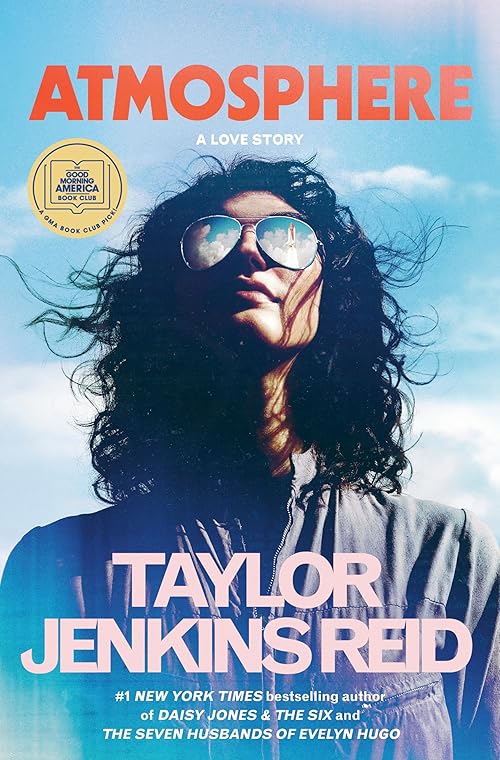 ATMOSPHERE
A LOVE STORY
THE
GOOD
MORNING
AMERICA
BOOK CLUB
A GMA BOOK CLUB PICK!
TAYLOR
JENKINS REID
#1 NEW YORK TIMES bestselling author
of DAISY JONES & THE SIX and
THE SEVEN HUSBANDS OF EVELYN HUGO